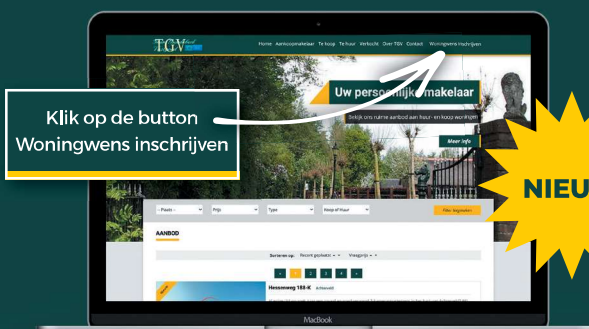 TGV
Home Aankoopmakelaar Te koop Te huur Verkocht Over TGV Contact Woningwens inschrijven
Uw persoonlijke makelaar
Bekijk ons ruime aanbod aan huur- en koop woningen
Meer info
Klik op de button
Woningwens inschrijven
NIEU
- Plaats - Prijs Type Koop of Huur
AANBOD
Sorteren op: Recent geplaatst Vraagprijs
« 1 2 3 4 »
Hessenweg 188-K Achterveld
MacBook